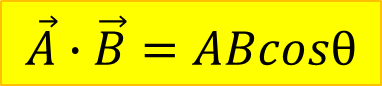 A⃗ · B⃗ = ABcosθ